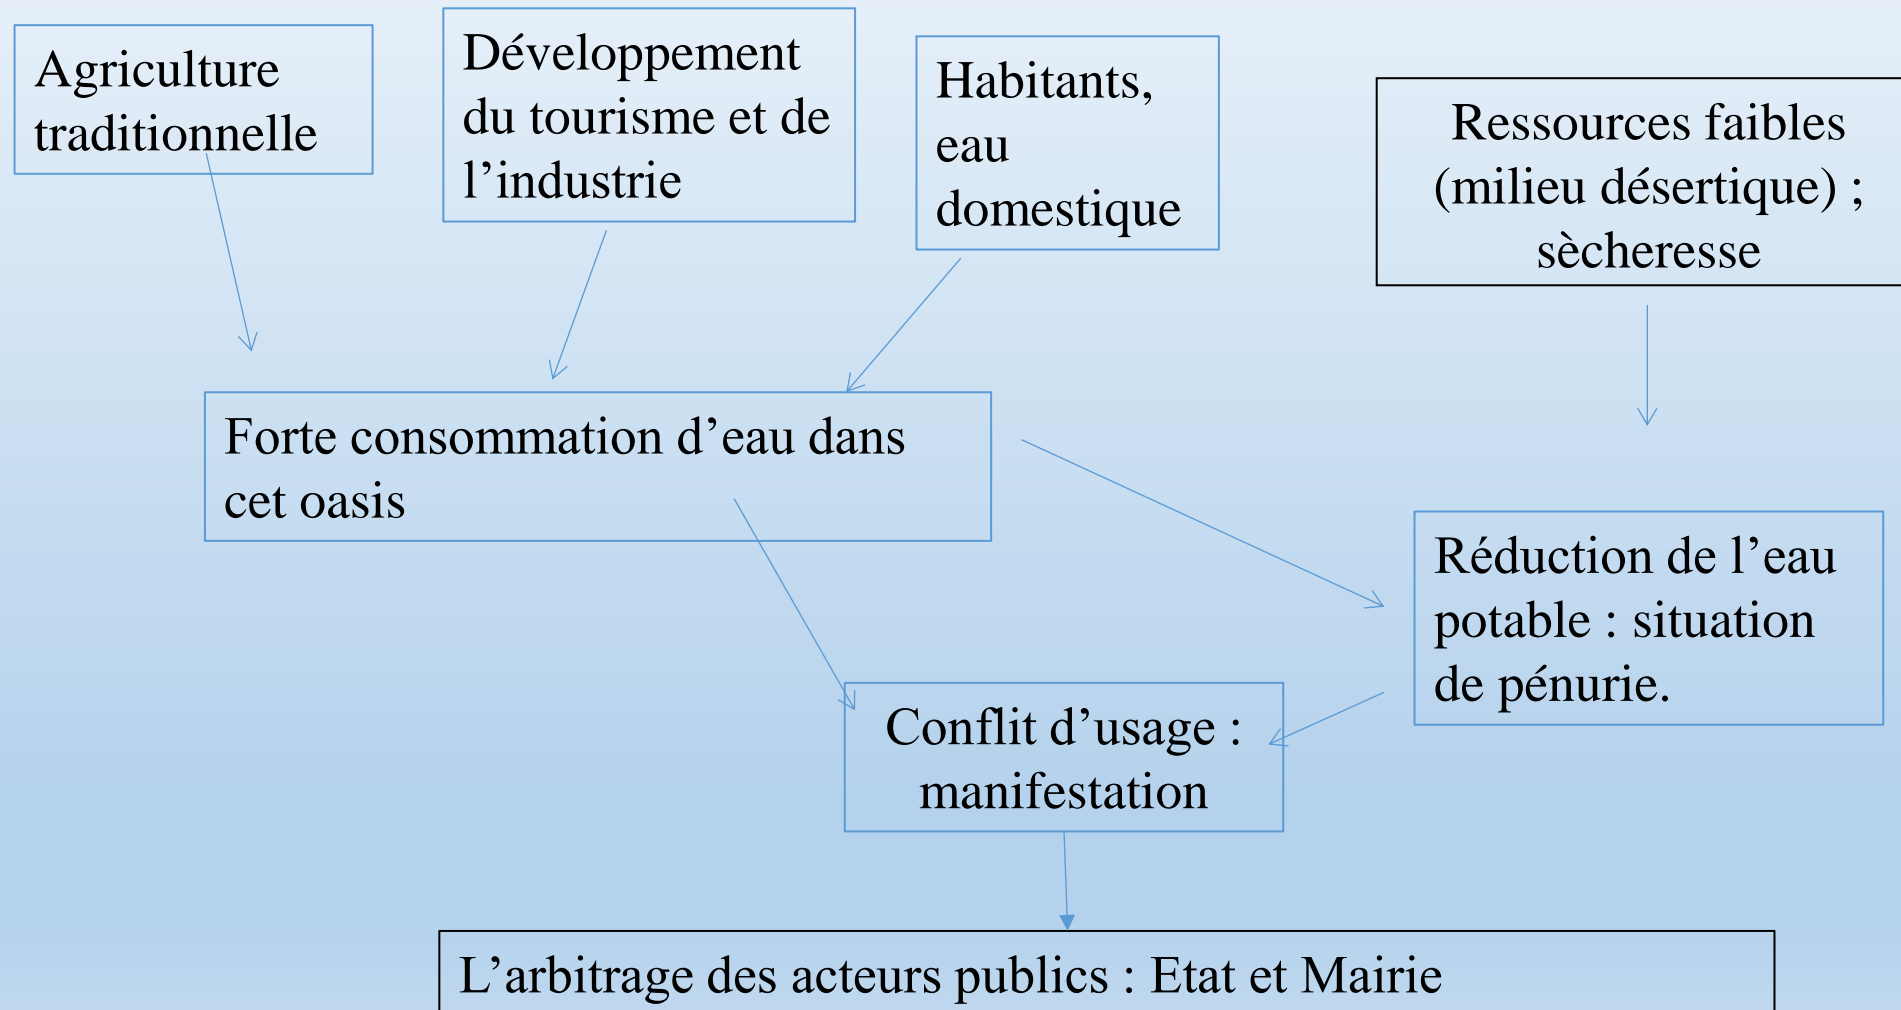 Agriculture
traditionnelle
Développement
du tourisme et de
l’industrie
Habitants,
eau
domestique
Ressources faibles
(milieu désertique) ;
sècheresse
Forte consommation d’eau dans
cet oasis
Réduction de l’eau
potable : situation
de pénurie.
Conflit d’usage :
manifestation
L’arbitrage des acteurs publics : Etat et Mairie